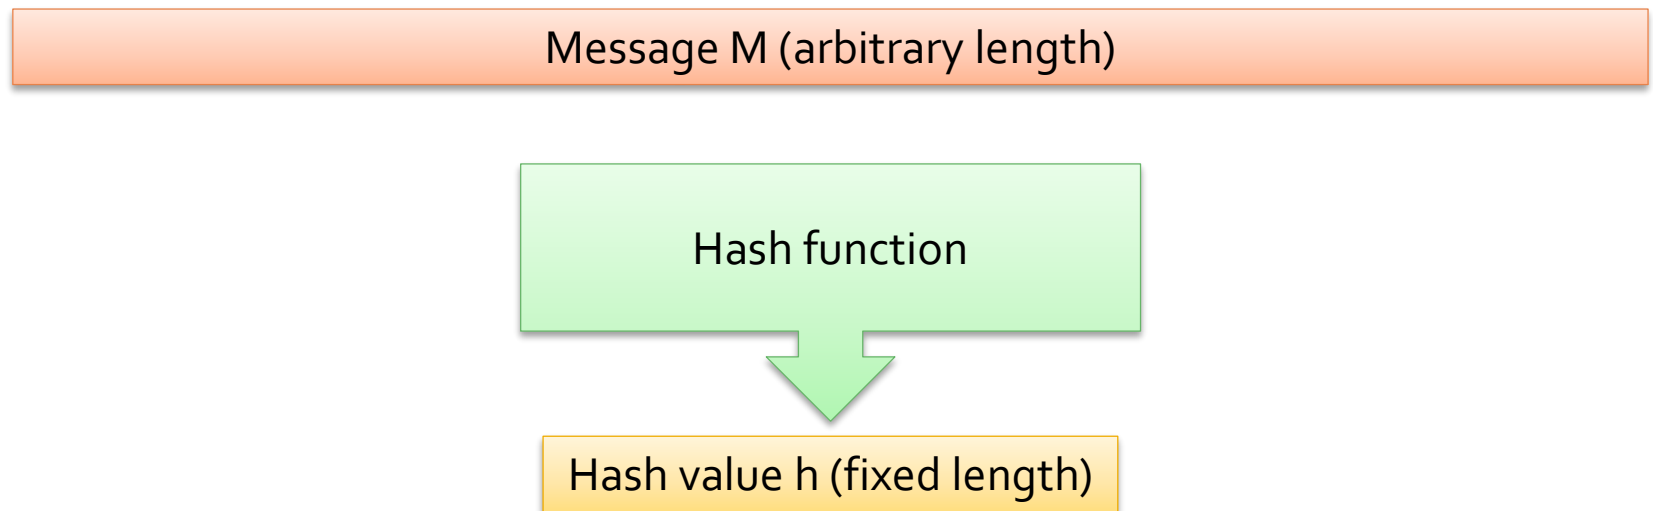 Message M (arbitrary length)
Hash function
Hash value h (fixed length)